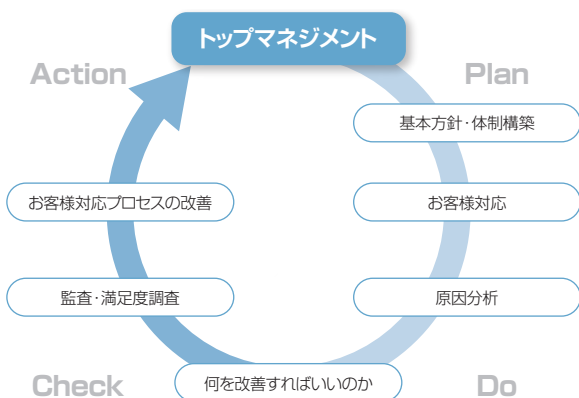 トップマネジメント
Action
Plan
基本方針・体制構築
お客様対応プロセスの改善
お客様対応
監査・満足度調査
原因分析
Check
何を改善すればいいのか
Do